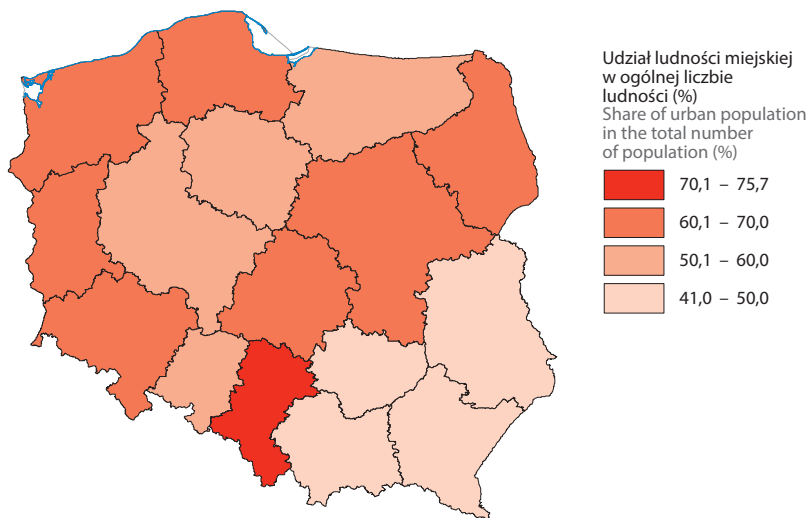 Udział ludności miejskiej
w ogólnej liczbie
ludności (%)
Share of urban population
in the total number
of population (%)
70,1 – 75,7
60,1 – 70,0
50,1 – 60,0
41,0 – 50,0